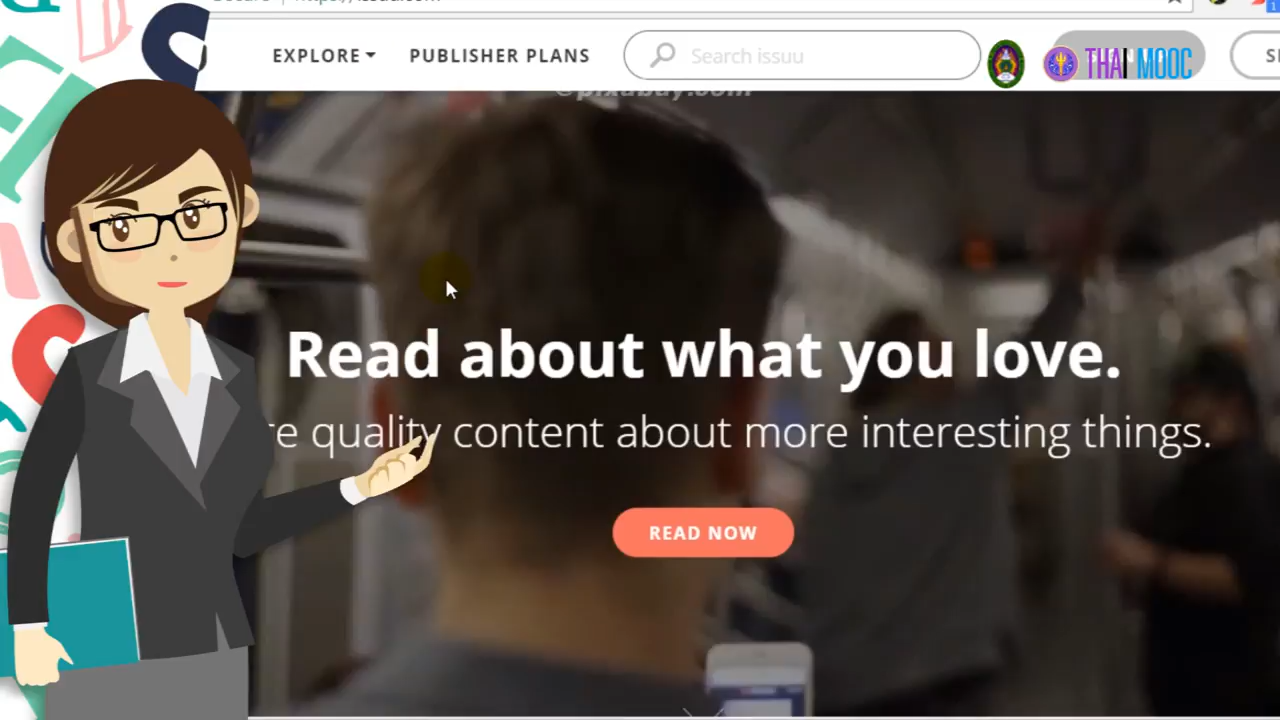 EXPLORE PUBLISHER PLANS Search issuu THAI MOOC
@pixabay.com
Read about what you love.
re quality content about more interesting things.
READ NOW